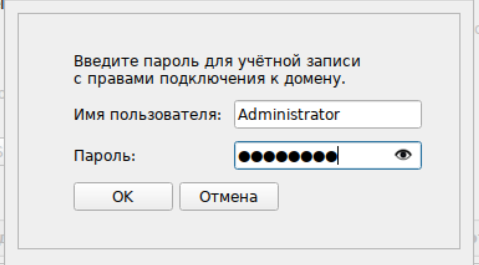 Введите пароль для учётной записи
с правами подключения к домену.
Имя пользователя: Administrator
Пароль: ●●●●●●●●
OK Отмена